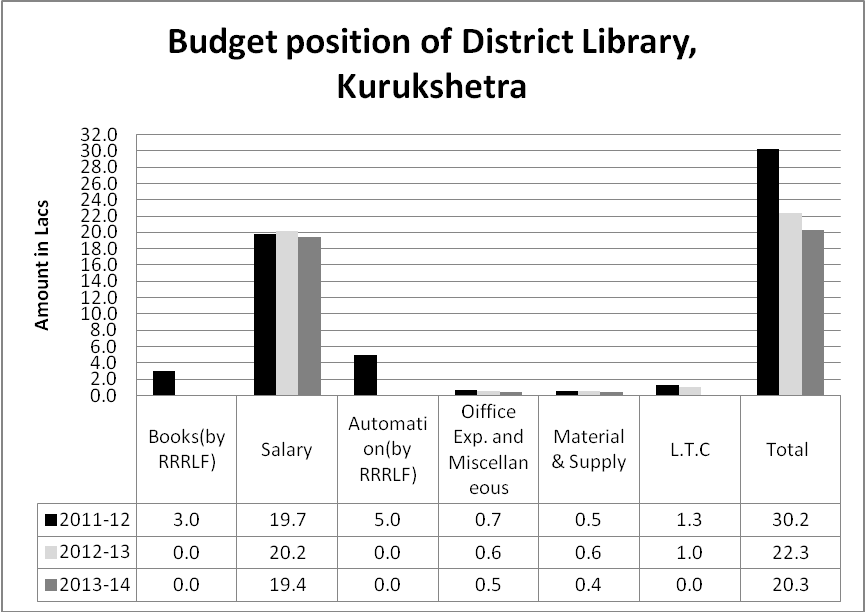 Budget position of District Library,
Kurukshetra
Amount in Lacs
32.0
30.0
28.0
26.0
24.0
22.0
20.0
18.0
16.0
14.0
12.0
10.0
8.0
6.0
4.0
2.0
0.0
Books(by
RRRLF)
Salary
Automati
on(by
RRRLF)
Oiffice
Exp. and
Miscellan
eous
Material
& Supply
L.T.C
Total
2011-12 3.0 19.7 5.0 0.7 0.5 1.3 30.2
2012-13 0.0 20.2 0.0 0.6 0.6 1.0 22.3
2013-14 0.0 19.4 0.0 0.5 0.4 0.0 20.3